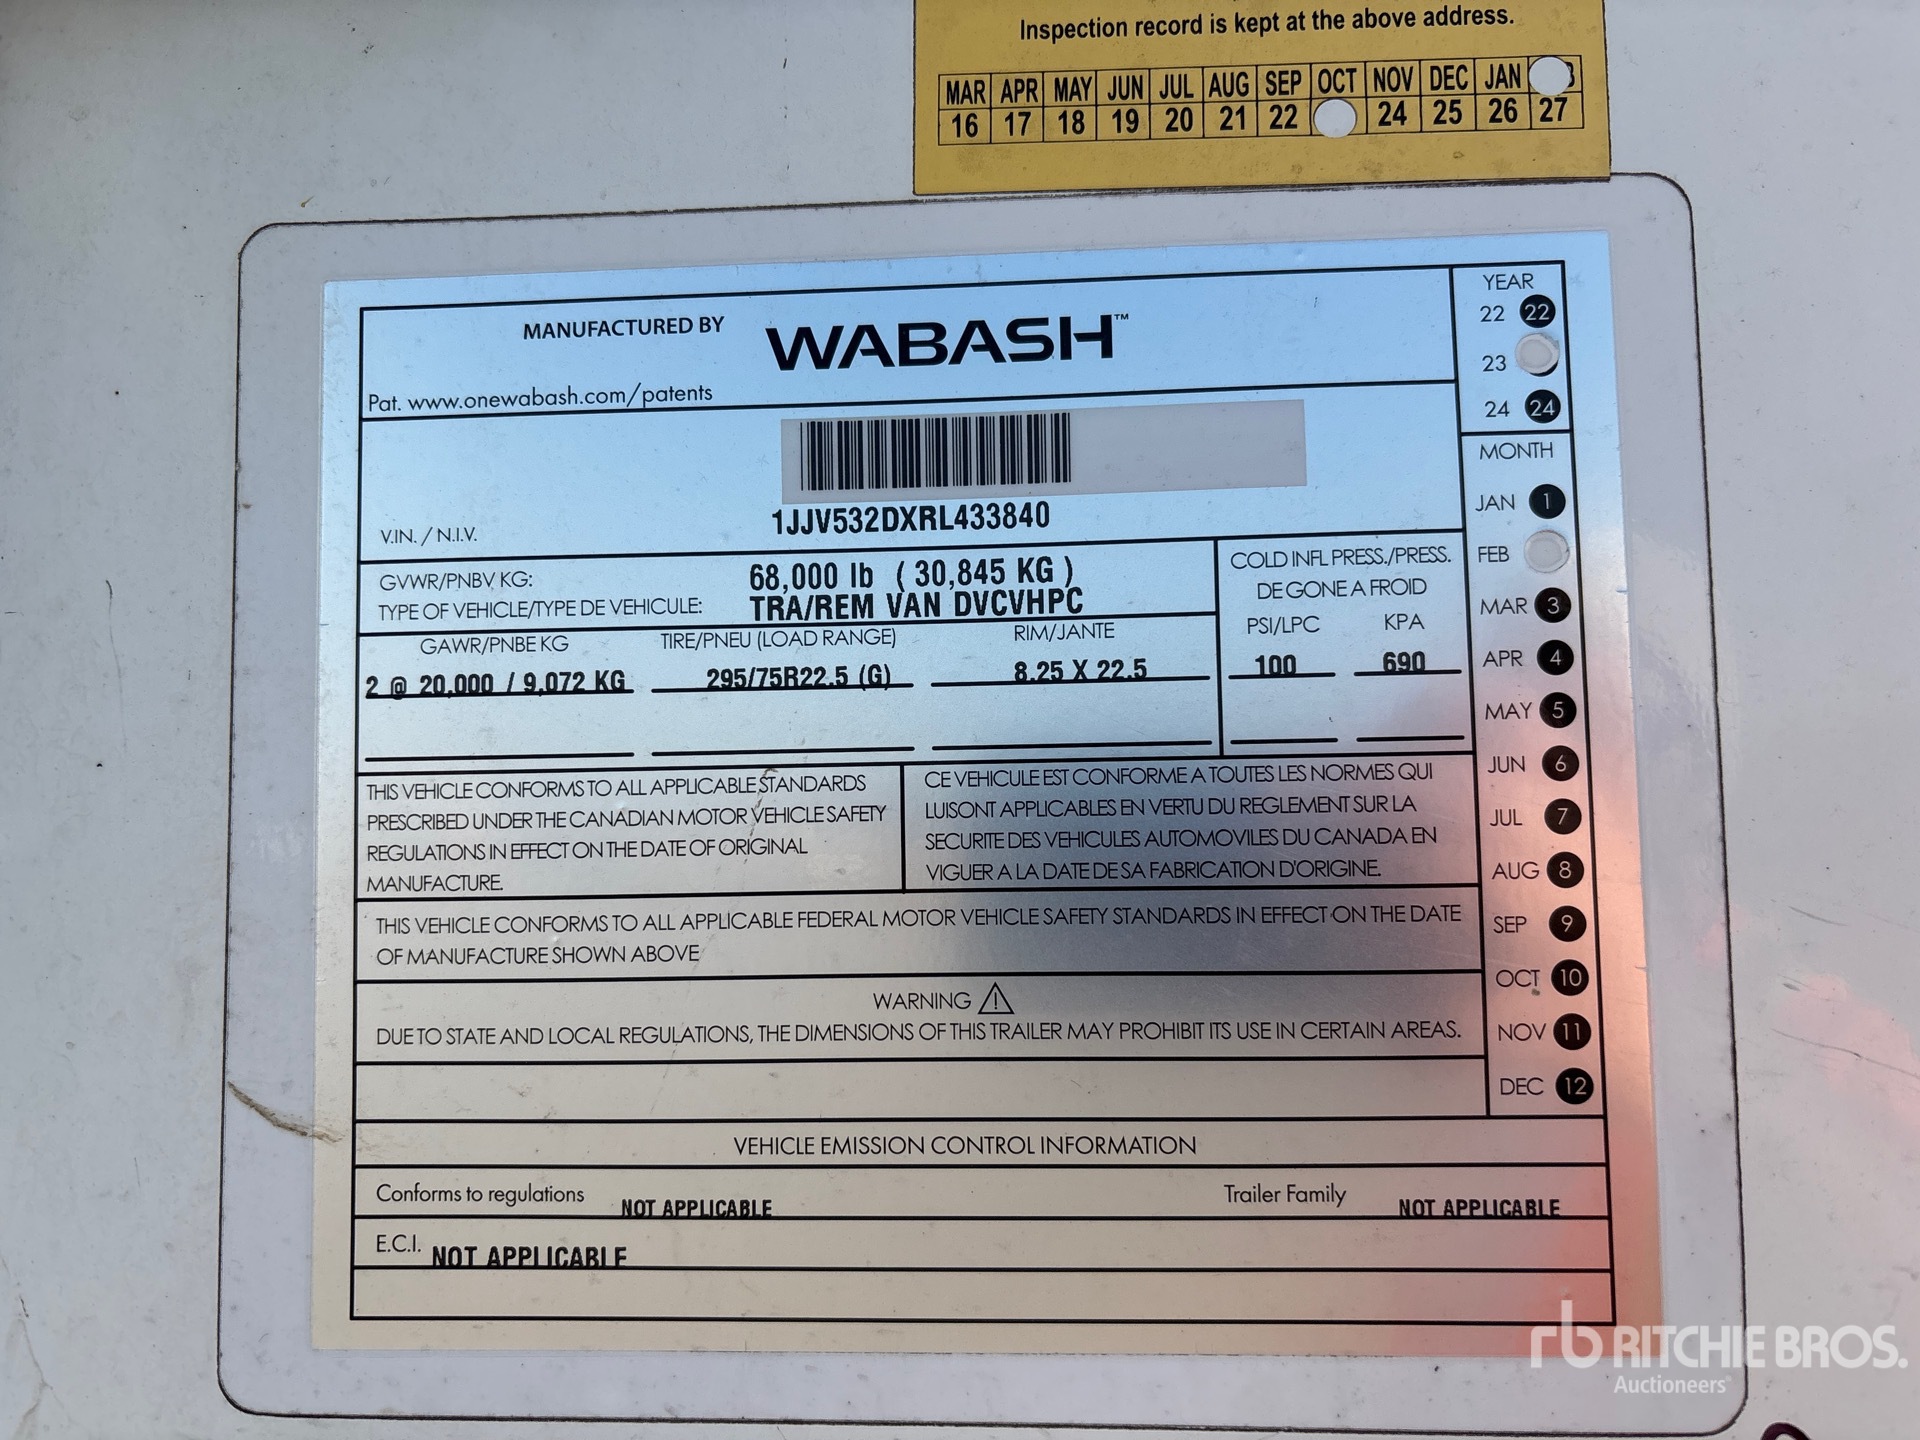 Inspection record is kept at the above address.
MAR APR MAY JUN JUL AUG SEP OCT NOV DEC JAN
16 17 18 19 20 21 22 24 25 26 27
MANUFACTURED BY WABASH™
Pat. www.onewabash.com/patents
YEAR
22 22
23
24 24
V.IN. / N.I.V. 1JJV532DXRL433840
GVWR/PNBV KG: 68,000 lb ( 30,845 KG )
TYPE OF VEHICLE/TYPE DE VEHICULE: TRA/REM VAN DVCVHPC
COLD INFL PRESS./PRESS.
DE GONE A FROID
GAWR/PNBE KG TIRE/PNEU (LOAD RANGE) RIM/JANTE PSI/LPC KPA
2 @ 20,000 / 9,072 KG 295/75R22.5 (G) 8.25 X 22.5 100 690
THIS VEHICLE CONFORMS TO ALL APPLICABLE STANDARDS
PRESCRIBED UNDER THE CANADIAN MOTOR VEHICLE SAFETY
REGULATIONS IN EFFECT ON THE DATE OF ORIGINAL
MANUFACTURE.
CE VEHICULE EST CONFORME A TOUTES LES NORMES QUI
LUISONT APPLICABLES EN VERTU DU REGLEMENT SUR LA
SECURITE DES VEHICULES AUTOMOVILES DU CANADA EN
VIGUER A LA DATE DE SA FABRICATION D'ORIGINE.
THIS VEHICLE CONFORMS TO ALL APPLICABLE FEDERAL MOTOR VEHICLE SAFETY STANDARDS IN EFFECT ON THE DATE
OF MANUFACTURE SHOWN ABOVE
WARNING
DUE TO STATE AND LOCAL REGULATIONS, THE DIMENSIONS OF THIS TRAILER MAY PROHIBIT ITS USE IN CERTAIN AREAS.
MONTH
JAN 1
FEB
MAR 3
APR 4
MAY 5
JUN 6
JUL 7
AUG 8
SEP 9
OCT 10
NOV 11
DEC 12
VEHICLE EMISSION CONTROL INFORMATION
Conforms to regulations NOT APPLICABLE Trailer Family NOT APPLICABLE
E.C.I. NOT APPLICABLE
rb RITCHIE BROS.
Auctioneers